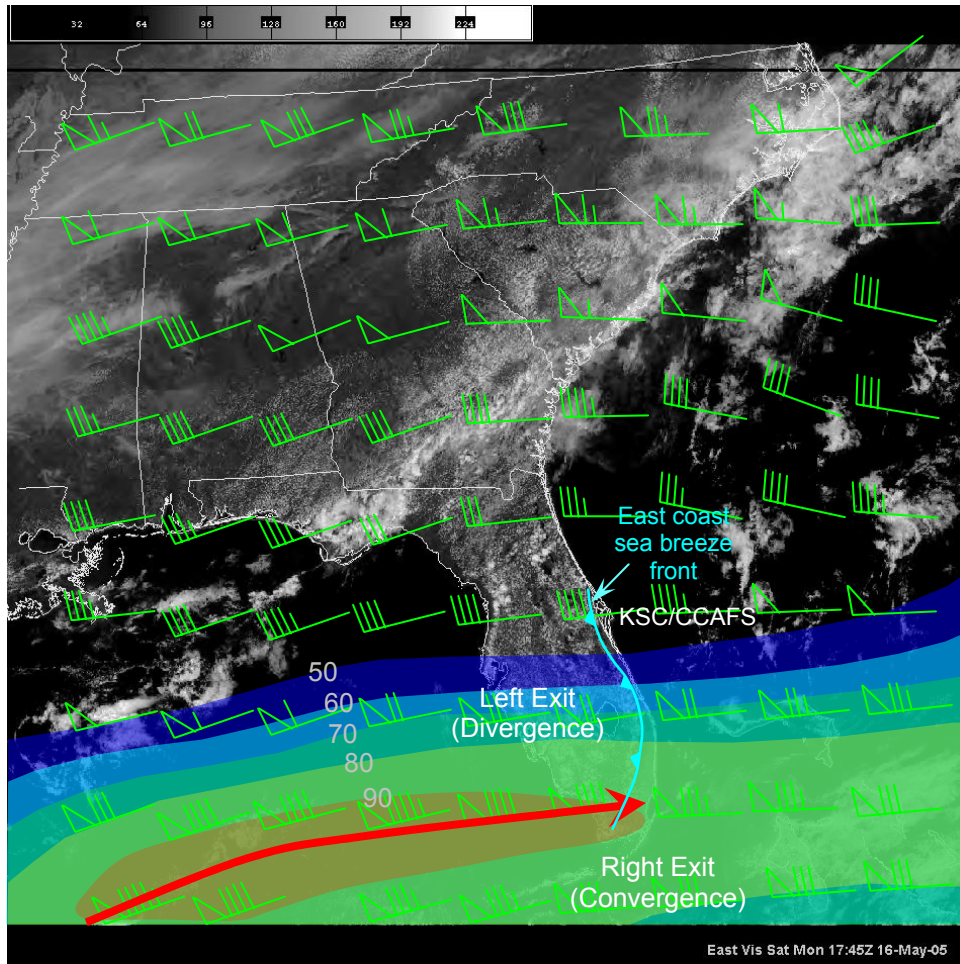 32 64 96 128 160 192 224
East coast
sea breeze
front
KSC/CCAFS
50
60
70
80
90
Left Exit
(Divergence)
Right Exit
(Convergence)
East Vis Sat Mon 17:45Z 16-May-05